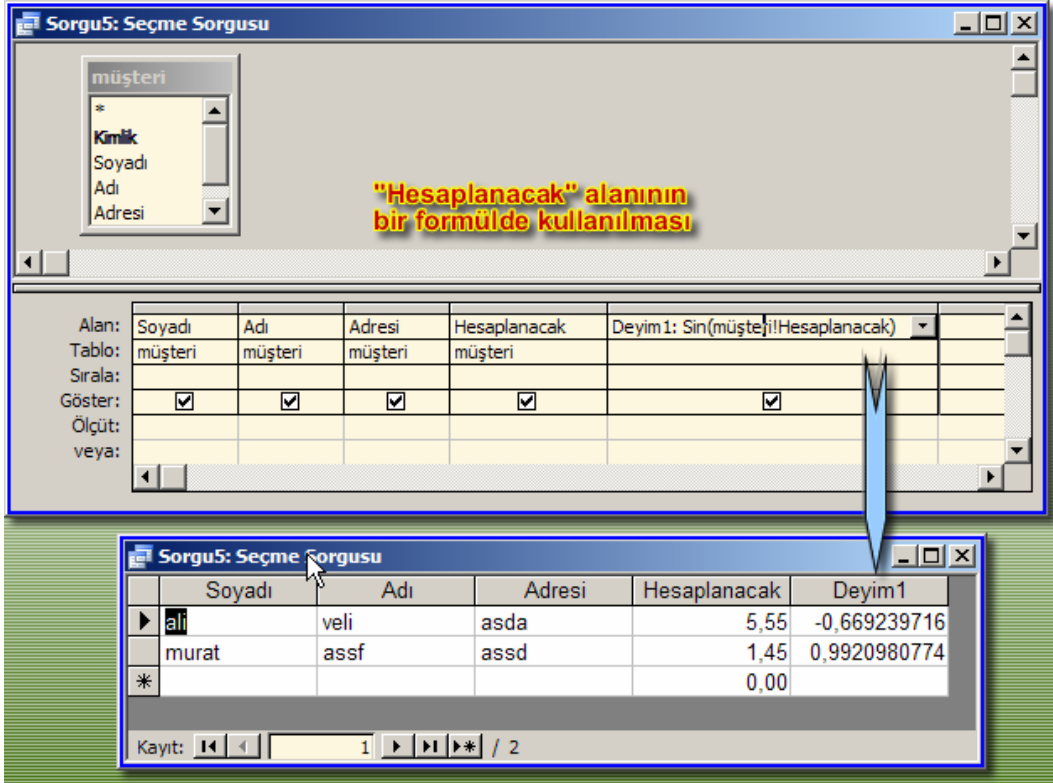 Sorgu5: Seçme Sorgusu
müşteri
*
Kimlik
Soyadı
Adı
Adresi
"Hesaplanacak" alanının
bir formülde kullanılması
Alan: Soyadı Adı Adresi Hesaplanacak Deyim1: Sin(müşteri!Hesaplanacak)
Tablo: müşteri müşteri müşteri müşteri
Sırala:
Göster:
Ölçüt:
veya:
Sorgu5: Seçme Sorgusu
Soyadı Adı Adresi Hesaplanacak Deyim1
ali veli asda 5,55 -0,669239716
murat assf assd 1,45 0,9920980774
0,00
Kayıt: 1 / 2